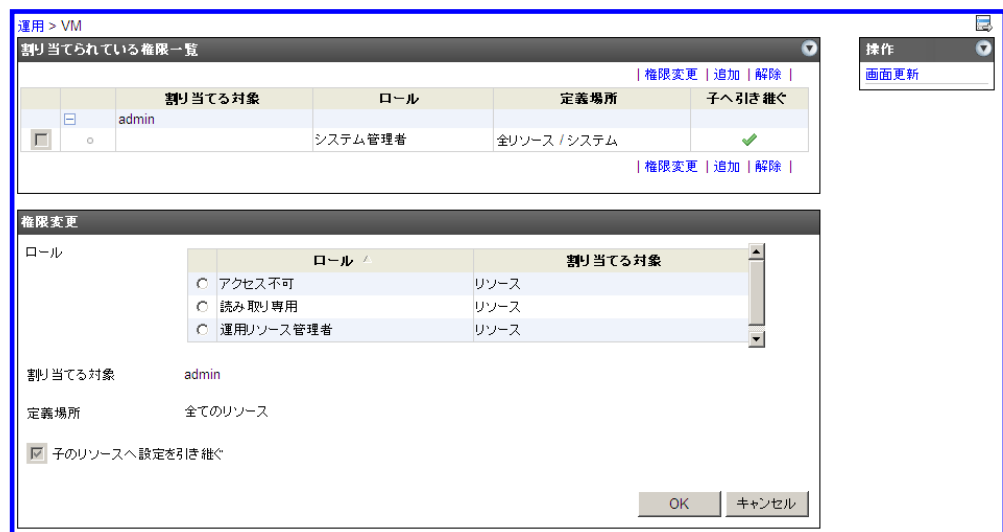 運用 > VM
割り当てられている権限一覧
操作
画面更新
| 権限変更 | 追加 | 解除 |
割り当てる対象 ロール 定義場所 子へ引き継ぐ
admin
システム管理者 全リソース / システム
| 権限変更 | 追加 | 解除 |
権限変更
ロール
ロール 割り当てる対象
アクセス不可 リソース
読み取り専用 リソース
運用リソース管理者 リソース
割り当てる対象 admin
定義場所 全てのリソース
子のリソースへ設定を引き継ぐ
OK キャンセル